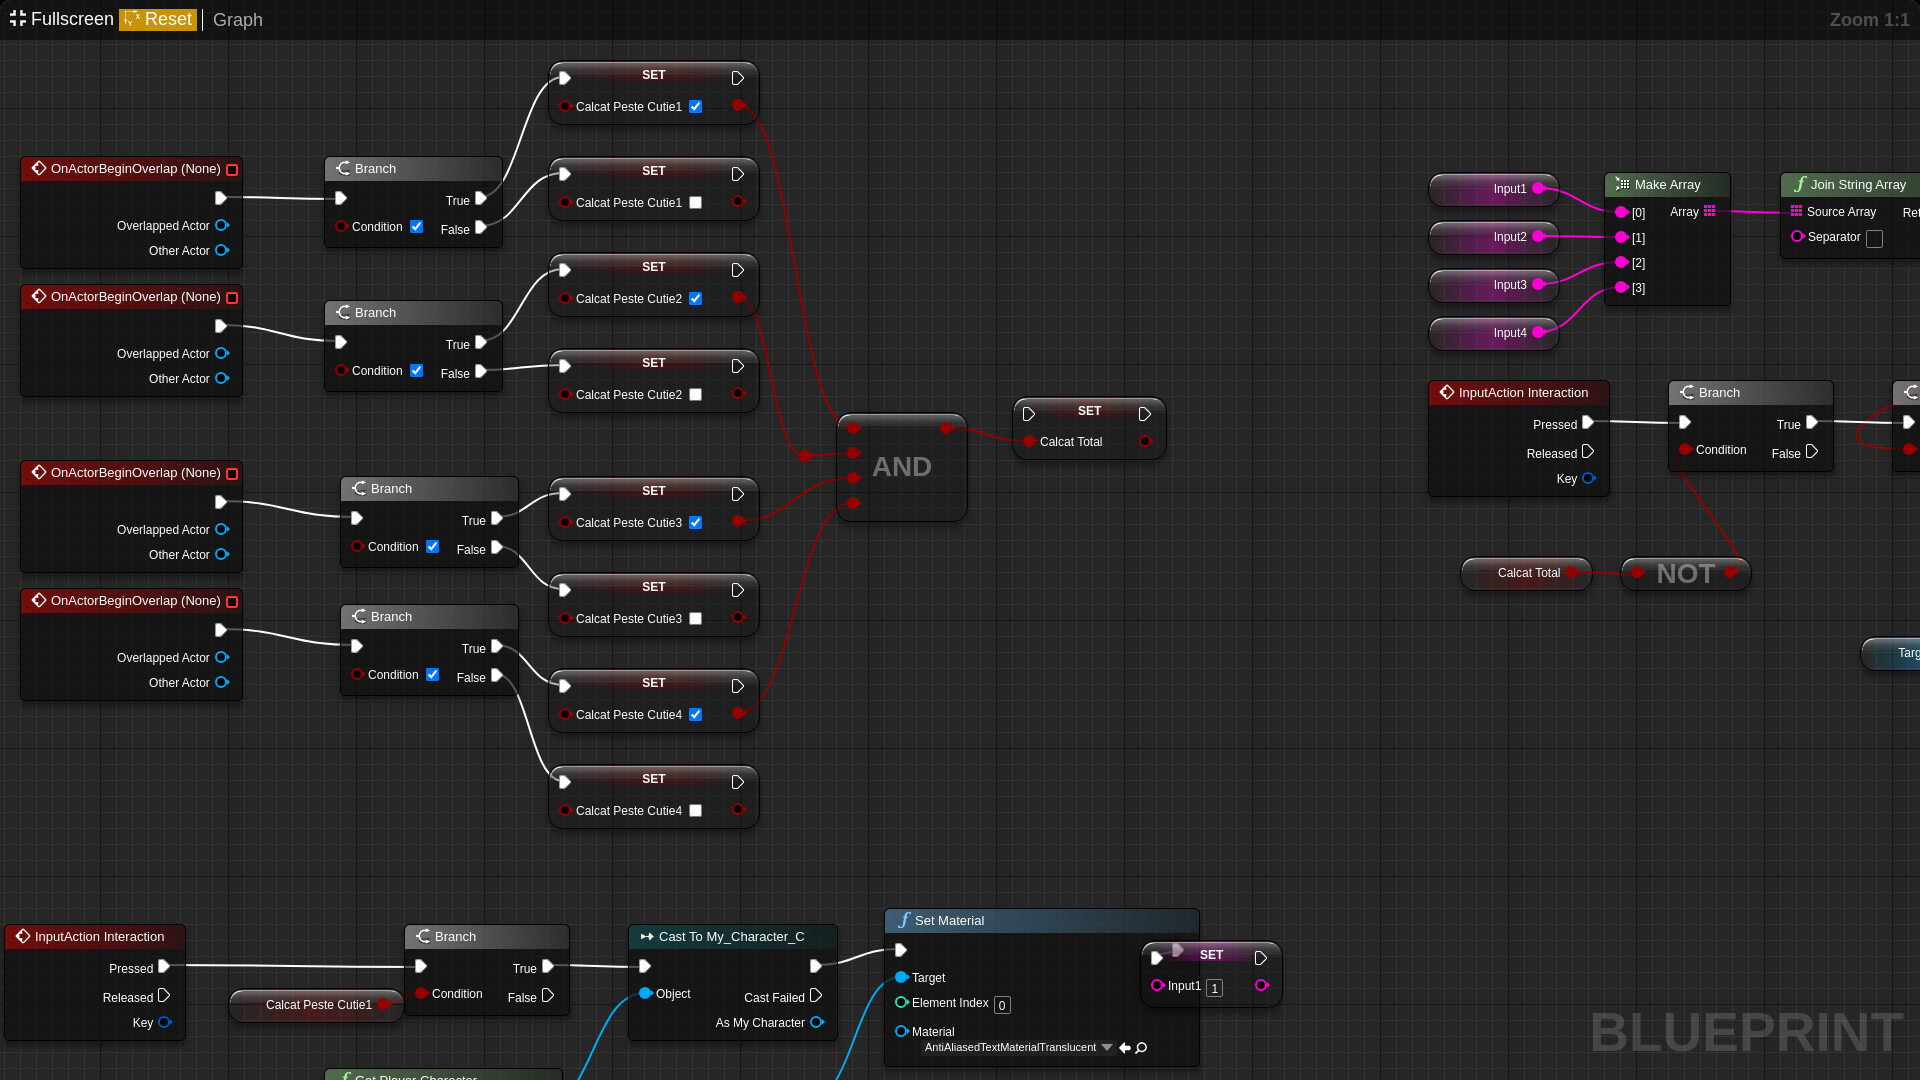 Fullscreen Reset Graph Zoom 1:1
SET
Calcat Peste Cutie1
OnActorBeginOverlap (None)
Overlapped Actor
Other Actor
Branch
True
Condition
False
SET
Calcat Peste Cutie1
OnActorBeginOverlap (None)
Overlapped Actor
Other Actor
Branch
True
Condition
False
SET
Calcat Peste Cutie2
SET
Calcat Peste Cutie2
OnActorBeginOverlap (None)
Overlapped Actor
Other Actor
Branch
True
Condition
False
SET
Calcat Peste Cutie3
SET
Calcat Peste Cutie3
OnActorBeginOverlap (None)
Overlapped Actor
Other Actor
Branch
True
Condition
False
SET
Calcat Peste Cutie4
SET
Calcat Peste Cutie4
AND
SET
Calcat Total
Input1
Input2
Input3
Input4
Make Array
[0] Array
[1]
[2]
[3]
Join String Array
Source Array
Separator
InputAction Interaction
Pressed
Released
Key
Branch
True
Condition
False
Calcat Total
NOT
InputAction Interaction
Pressed
Released
Key
Calcat Peste Cutie1
Branch
True
Condition
False
Cast To My_Character_C
Object
Cast Failed
As My Character
Set Material
Target
Element Index 0
Material
AntiAliasedTextMaterialTranslucent
SET
Input1 1
Get Player Character
BLUEPRINT